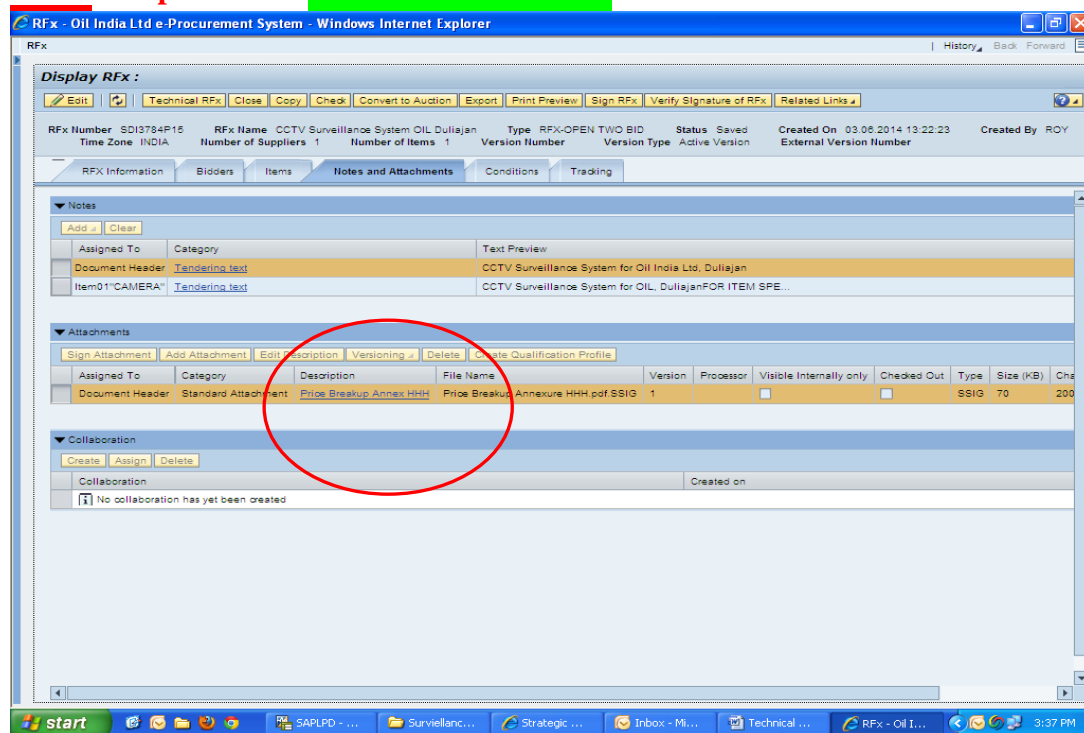 RFx - Oil India Ltd e-Procurement System - Windows Internet Explorer
RFx | History Back Forward
Display RFx :
Edit | Technical RFx Close Copy Check Convert to Auction Export Print Preview Sign RFx Verify Signature of RFx Related Links
RFx Number SDI3784P15 RFx Name CCTV Surveillance System OIL Duliajan Type RFX-OPEN TWO BID Status Saved Created On 03.06.2014 13:22:23 Created By ROY
Time Zone INDIA Number of Suppliers 1 Number of Items 1 Version Number Version Type Active Version External Version Number
RFX Information Bidders Items Notes and Attachments Conditions Tracking
Notes
Add Clear
Assigned To Category Text Preview
Document Header Tendering text CCTV Surveillance System for Oil India Ltd, Duliajan
Item01"CAMERA" Tendering text CCTV Surveillance System for OIL, DuliajanFOR ITEM SPE...
Attachments
Sign Attachment Add Attachment Edit Description Versioning Delete Create Qualification Profile
Assigned To Category Description File Name Version Processor Visible Internally only Checked Out Type Size (KB) Cha
Document Header Standard Attachment Price Breakup Annex HHH Price Breakup Annexure HHH.pdf.SSIG 1 SSIG 70 200
Collaboration
Create Assign Delete
Collaboration Created on
No collaboration has yet been created
start SAPLPD - ... Surviellanc... Strategic ... Inbox - Mi... Technical ... RFx - Oil I... 3:37 PM